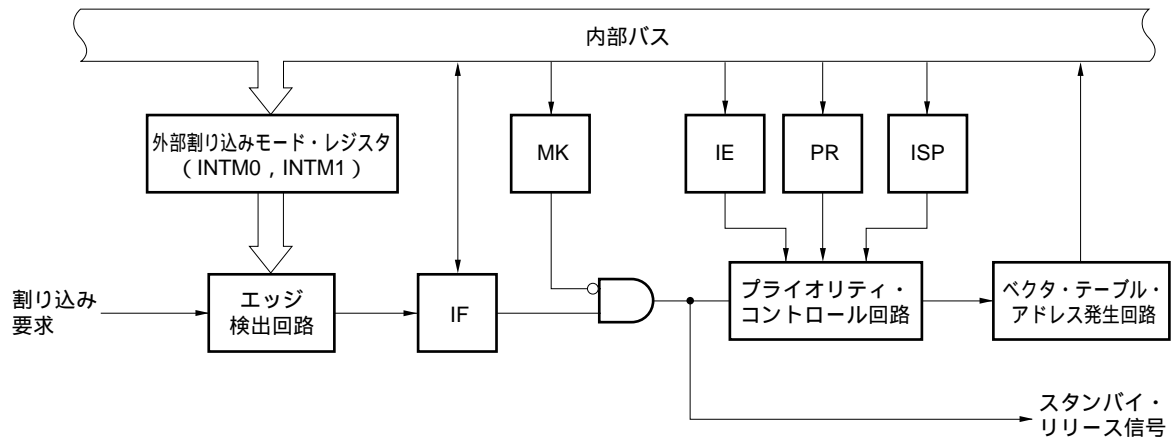 内部バス
外部割り込みモード・レジスタ
（INTM0，INTM1）
MK
IE
PR
ISP
割り込み
要求
エッジ
検出回路
IF
プライオリティ・
コントロール回路
ベクタ・テーブル・
アドレス発生回路
スタンバイ・
リリース信号